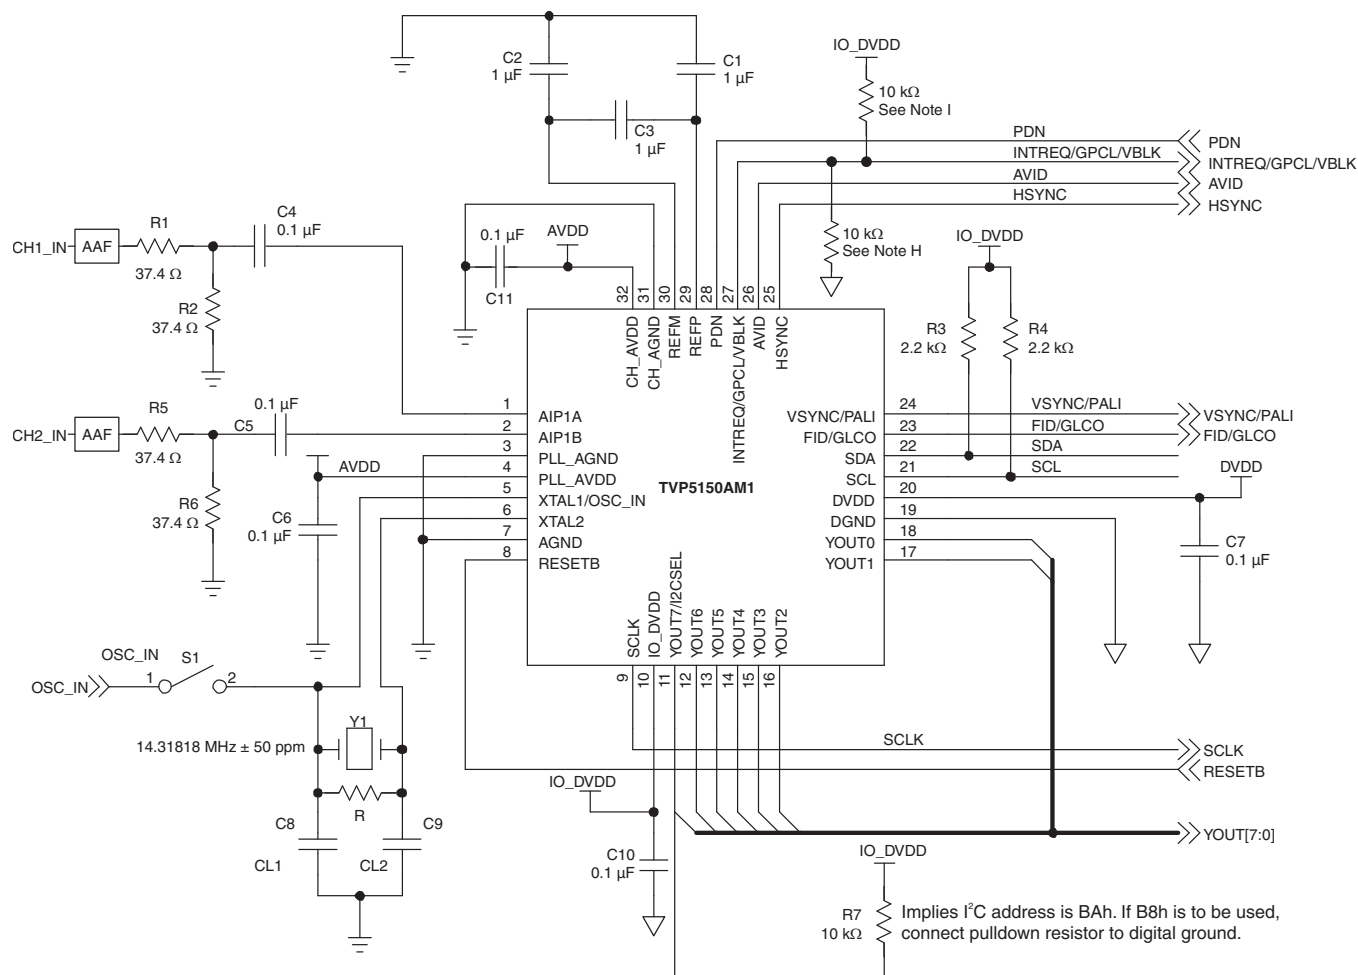 IO_DVDD
C2
1 µF
C1
1 µF
10 kΩ
See Note I
C3
1 µF
PDN
PDN
INTREQ/GPCL/VBLK
INTREQ/GPCL/VBLK
AVID
AVID
HSYNC
HSYNC
CH1_IN
AAF
R1
37.4 Ω
C4
0.1 µF
R2
37.4 Ω
0.1 µF
C11
AVDD
10 kΩ
See Note H
IO_DVDD
R3
2.2 kΩ
R4
2.2 kΩ
32
31
30
29
28
27
26
25
CH_AVDD
CH_AGND
REFM
REFP
PDN
INTREQ/GPCL/VBLK
AVID
HSYNC
CH2_IN
AAF
R5
37.4 Ω
C5
0.1 µF
R6
37.4 Ω
AVDD
C6
0.1 µF
1
AIP1A
2
AIP1B
3
PLL_AGND
4
PLL_AVDD
5
XTAL1/OSC_IN
6
XTAL2
7
AGND
8
RESETB
TVP5150AM1
VSYNC/PALI
24
VSYNC/PALI
VSYNC/PALI
FID/GLCO
23
FID/GLCO
FID/GLCO
SDA
22
SDA
SCL
21
SCL
DVDD
20
DVDD
DGND
19
YOUT0
18
YOUT1
17
C7
0.1 µF
SCLK
IO_DVDD
YOUT7/I2CSEL
YOUT6
YOUT5
YOUT4
YOUT3
YOUT2
9
10
11
12
13
14
15
16
OSC_IN
OSC_IN
S1
1
2
Y1
14.31818 MHz ± 50 ppm
R
C8
CL1
C9
CL2
SCLK
SCLK
RESETB
IO_DVDD
C10
0.1 µF
YOUT[7:0]
IO_DVDD
R7
10 kΩ
Implies I²C address is BAh. If B8h is to be used,
connect pulldown resistor to digital ground.